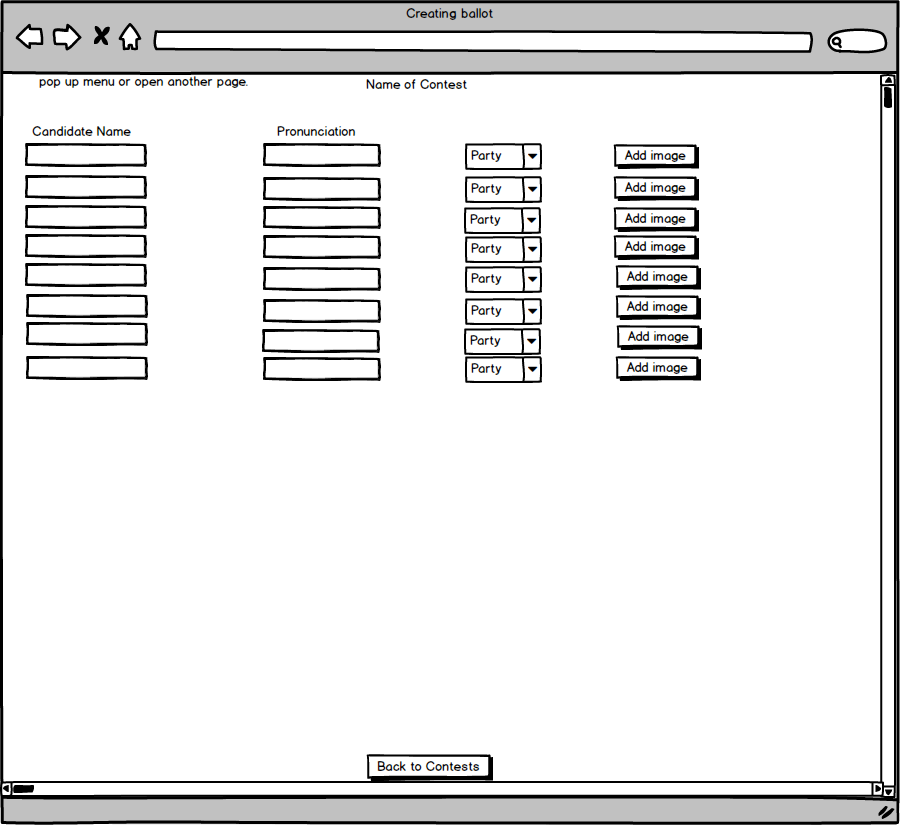 Creating ballot
pop up menu or open another page.
Name of Contest
Candidate Name
Pronunciation
Party
Add image
Party
Add image
Party
Add image
Party
Add image
Party
Add image
Party
Add image
Party
Add image
Party
Add image
Back to Contests